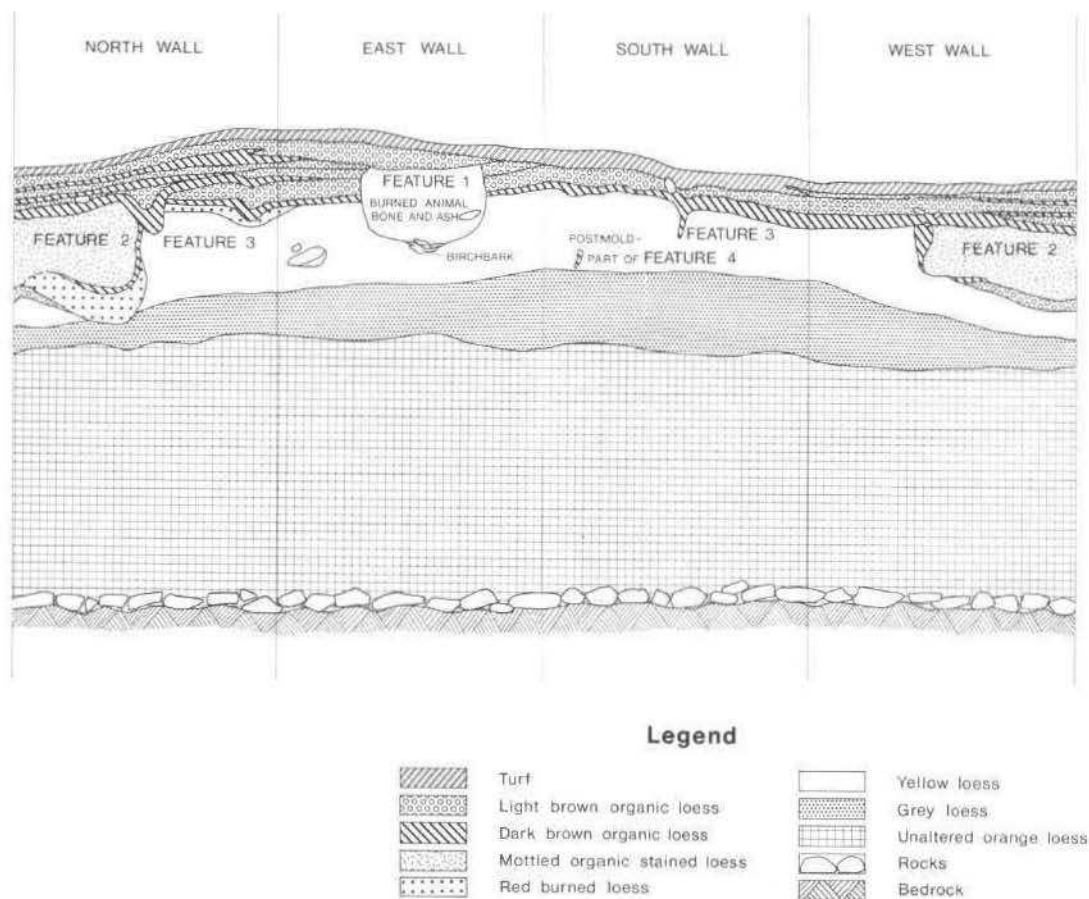 NORTH WALL
EAST WALL
SOUTH WALL
WEST WALL
FEATURE 1
BURNED ANIMAL
BONE AND ASH
FEATURE 2
FEATURE 3
BIRCHBARK
POSTMOLD-
PART OF FEATURE 4
FEATURE 3
FEATURE 2
Legend
Turf
Light brown organic loess
Dark brown organic loess
Mottled organic stained loess
Red burned loess
Yellow loess
Grey loess
Unaltered orange loess
Rocks
Bedrock